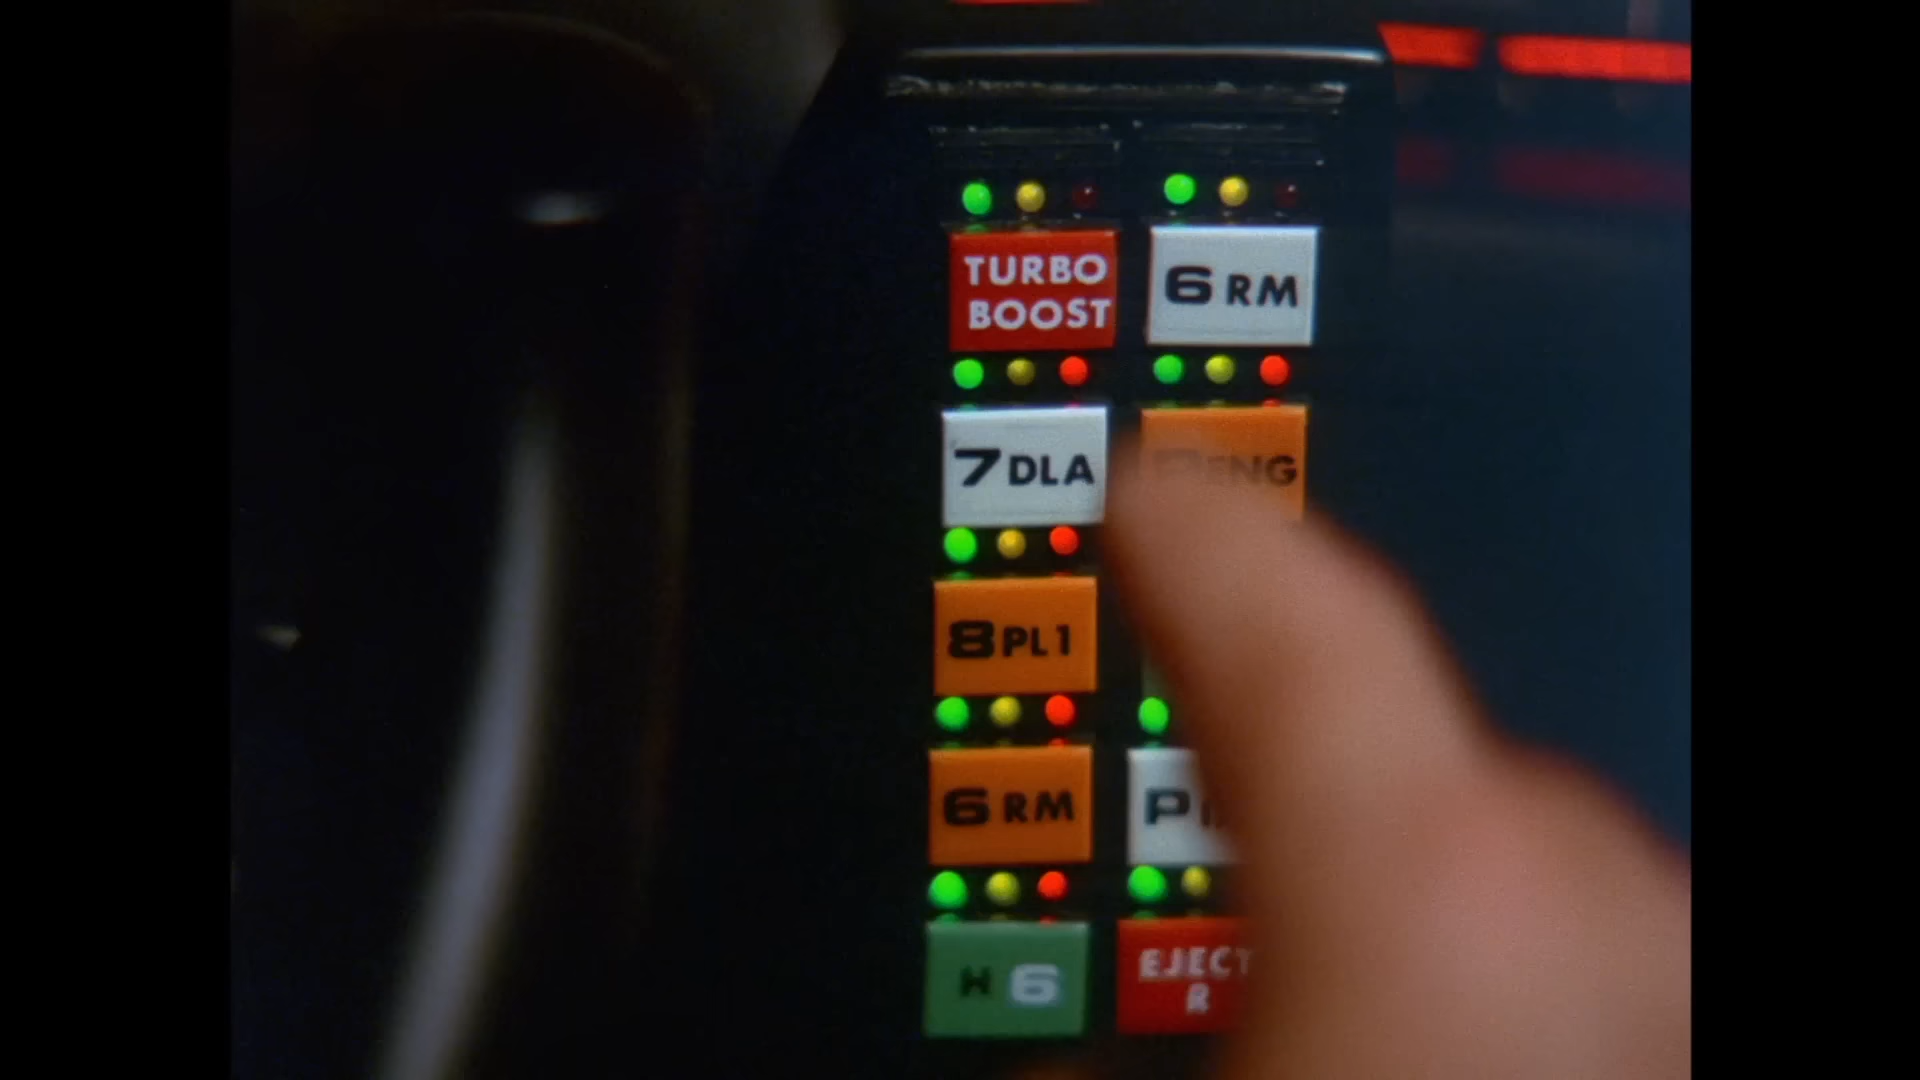 TURBO
BOOST
6 RM
7 DLA
ENG
8 PL1
6 RM
P
H 6
EJECT
R